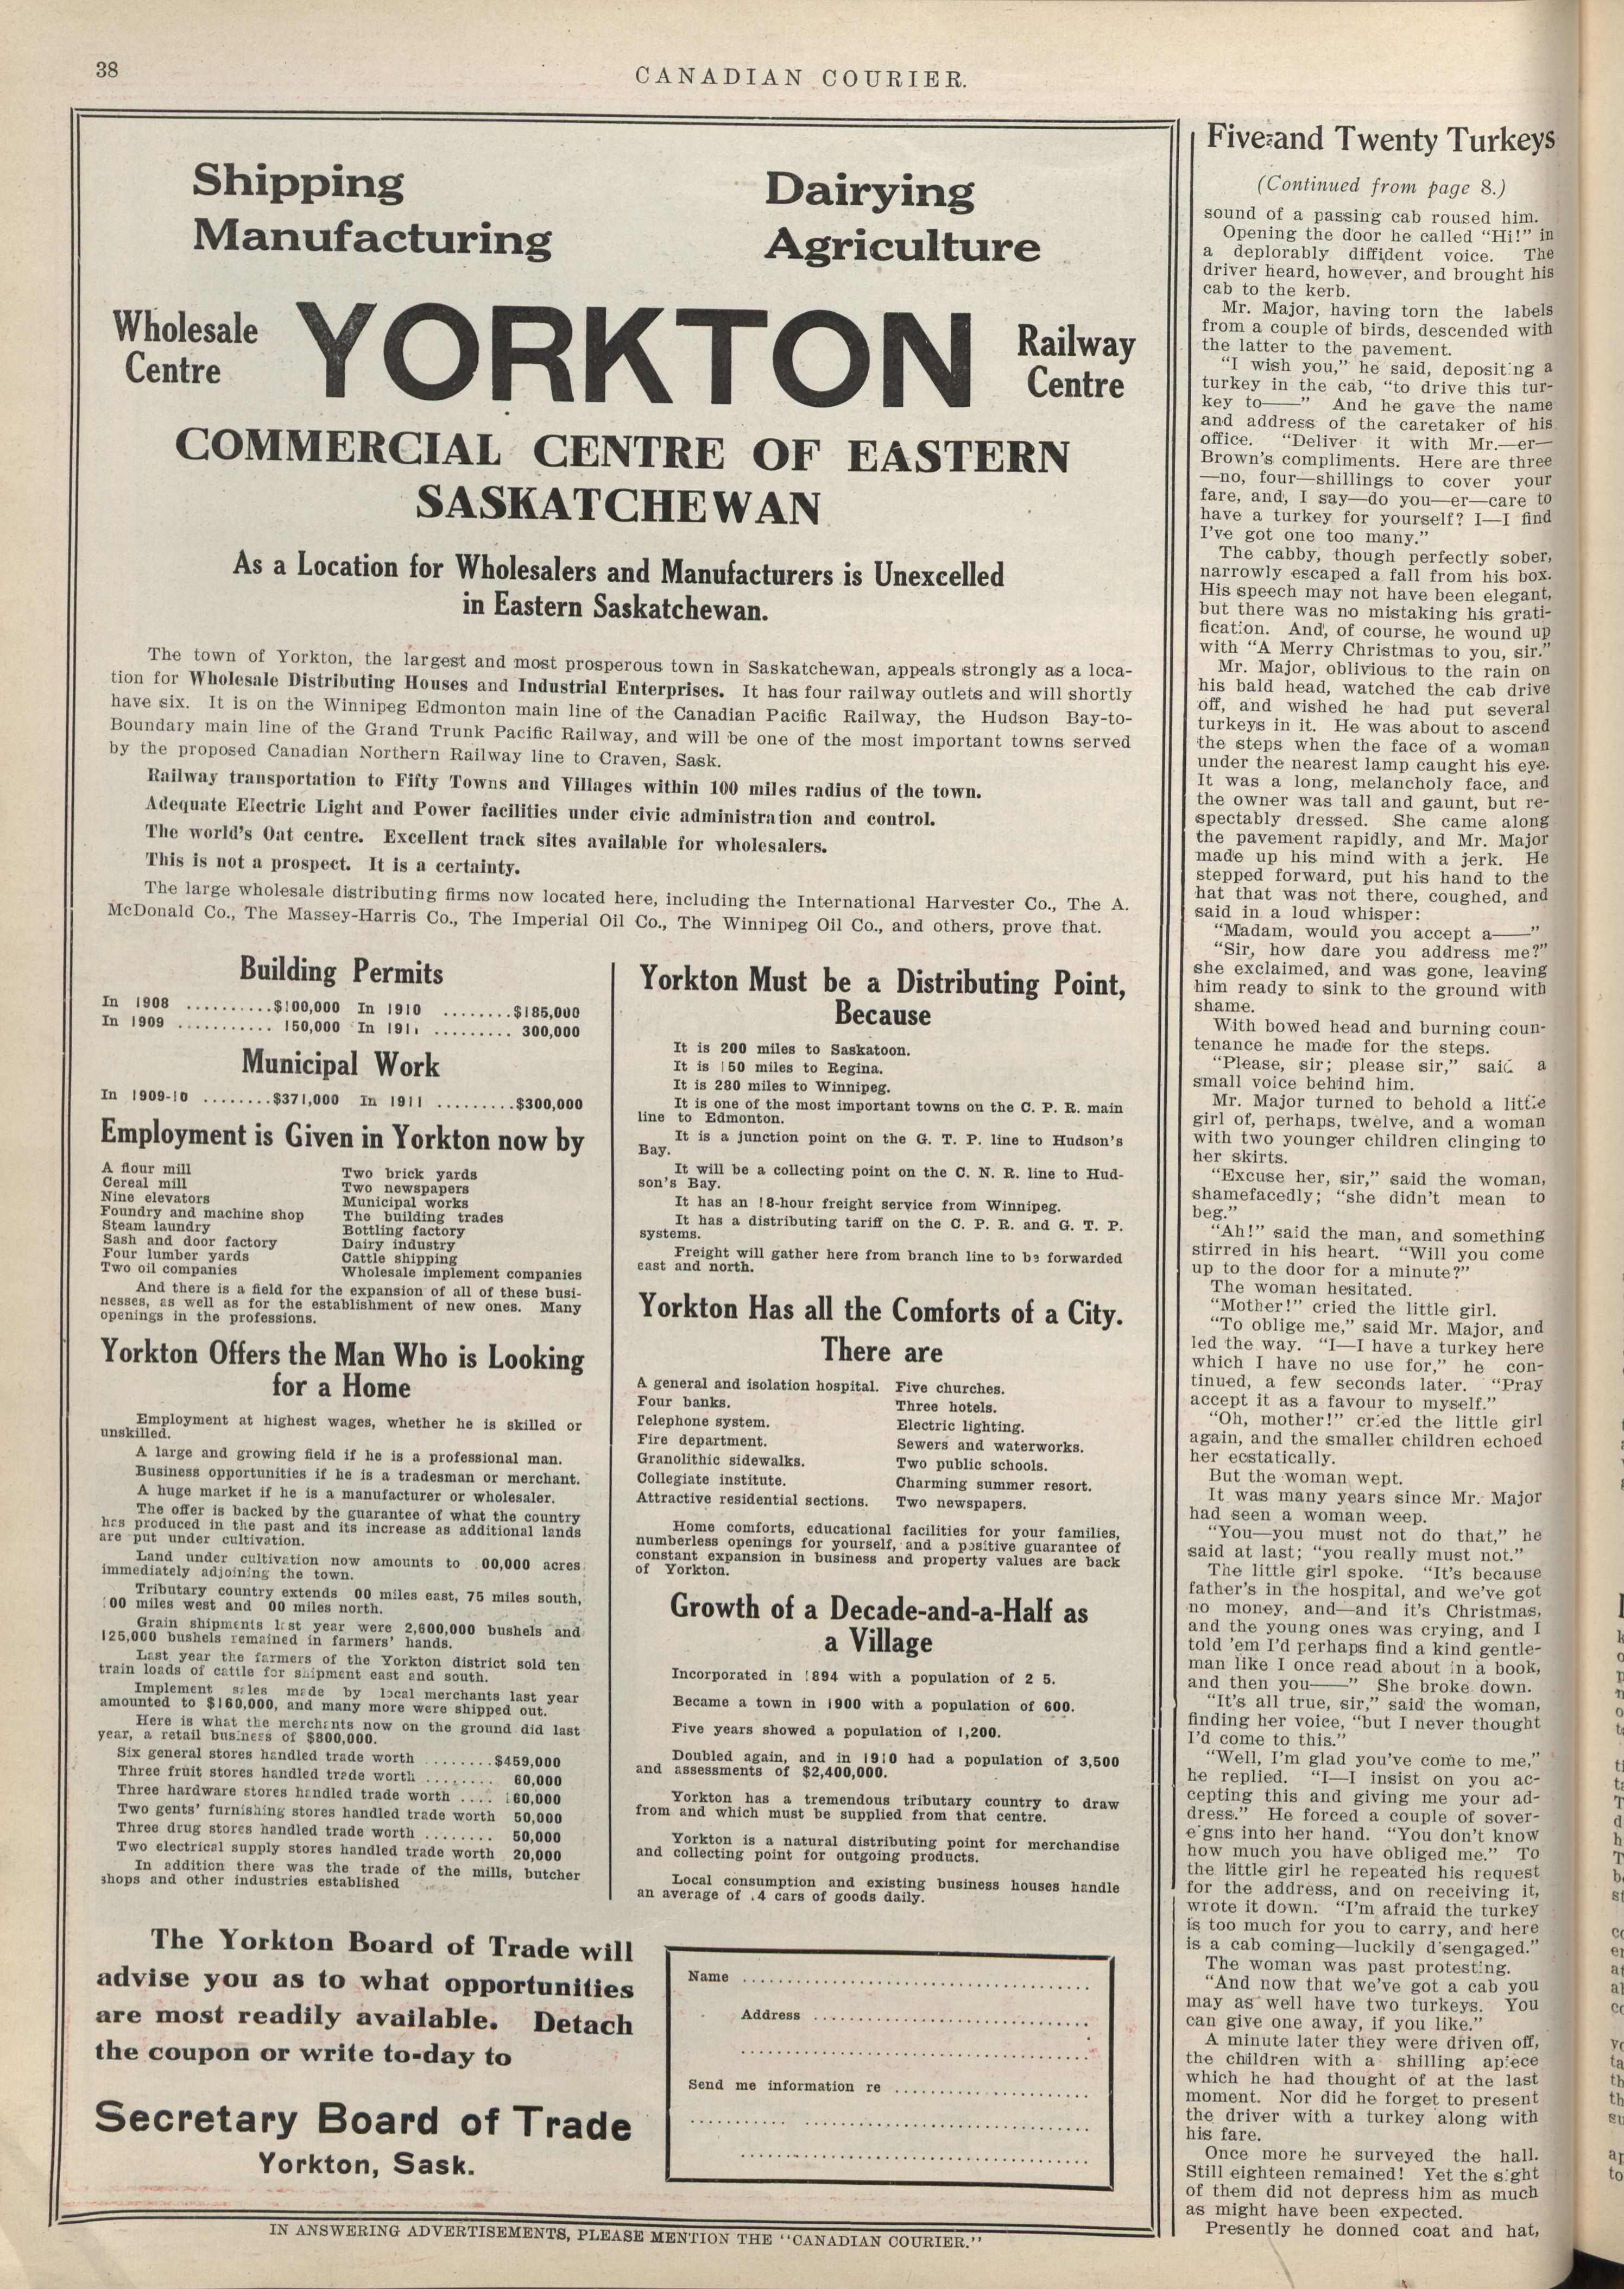 38
CANADIAN COURIER.
Shipping
Manufacturing
Dairying
Agriculture
Wholesale
Centre
YORKTON
Railway
Centre
COMMERCIAL CENTRE OF EASTERN
SASKATCHEWAN
As a Location for Wholesalers and Manufacturers is Unexcelled
in Eastern Saskatchewan.
The town of Yorkton, the largest and most prosperous town in Saskatchewan, appeals strongly as a loca-
tion for Wholesale Distributing Houses and Industrial Enterprises. It has four railway outlets and will shortly
have six. It is on the Winnipeg Edmonton main line of the Canadian Pacific Railway, the Hudson Bay-to-
Boundary main line of the Grand Trunk Pacific Railway, and will be one of the most important towns served
by the proposed Canadian Northern Railway line to Craven, Sask.
Railway transportation to Fifty Towns and Villages within 100 miles radius of the town.
Adequate Electric Light and Power facilities under civic administration and control.
The world's Oat centre. Excellent track sites available for wholesalers.
This is not a prospect. It is a certainty.
The large wholesale distributing firms now located here, including the International Harvester Co., The A.
McDonald Co., The Massey-Harris Co., The Imperial Oil Co., The Winnipeg Oil Co., and others, prove that.
Building Permits
In 1908 ..........$100,000 In 1910 ........$185,000
In 1909 ........... 150,000 In 1911 ......... 300,000
Municipal Work
In 1909-10 ........$371,000 In 1911 .........$300,000
Employment is Given in Yorkton now by
A flour mill
Cereal mill
Nine elevators
Foundry and machine shop
Steam laundry
Sash and door factory
Four lumber yards
Two oil companies
Two brick yards
Two newspapers
Municipal works
The building trades
Bottling factory
Dairy industry
Cattle shipping
Wholesale implement companies
And there is a field for the expansion of all of these busi-
nesses, as well as for the establishment of new ones. Many
openings in the professions.
Yorkton Offers the Man Who is Looking
for a Home
Employment at highest wages, whether he is skilled or
unskilled.
A large and growing field if he is a professional man.
Business opportunities if he is a tradesman or merchant.
A huge market if he is a manufacturer or wholesaler.
The offer is backed by the guarantee of what the country
has produced in the past and its increase as additional lands
are put under cultivation.
Land under cultivation now amounts to 00,000 acres
immediately adjoining the town.
Tributary country extends 00 miles east, 75 miles south,
00 miles west and 00 miles north.
Grain shipments last year were 2,600,000 bushels and
125,000 bushels remained in farmers' hands.
Last year the farmers of the Yorkton district sold ten
train loads of cattle for shipment east and south.
Implement sales made by local merchants last year
amounted to $160,000, and many more were shipped out.
Here is what the merchants now on the ground did last
year, a retail business of $800,000.
Six general stores handled trade worth ........$459,000
Three fruit stores handled trade worth ........ 60,000
Three hardware stores handled trade worth .... 160,000
Two gents' furnishing stores handled trade worth 50,000
Three drug stores handled trade worth ........ 50,000
Two electrical supply stores handled trade worth 20,000
In addition there was the trade of the mills, butcher
shops and other industries established
Yorkton Must be a Distributing Point,
Because
It is 200 miles to Saskatoon.
It is 150 miles to Regina.
It is 280 miles to Winnipeg.
It is one of the most important towns on the C. P. R. main
line to Edmonton.
It is a junction point on the G. T. P. line to Hudson's
Bay.
It will be a collecting point on the C. N. R. line to Hud-
son's Bay.
It has an 18-hour freight service from Winnipeg.
It has a distributing tariff on the C. P. R. and G. T. P.
systems.
Freight will gather here from branch line to be forwarded
east and north.
Yorkton Has all the Comforts of a City.
There are
A general and isolation hospital.
Four banks.
Telephone system.
Fire department.
Granolithic sidewalks.
Collegiate institute.
Attractive residential sections.
Five churches.
Three hotels.
Electric lighting.
Sewers and waterworks.
Two public schools.
Charming summer resort.
Two newspapers.
Home comforts, educational facilities for your families,
numberless openings for yourself, and a positive guarantee of
constant expansion in business and property values are back
of Yorkton.
Growth of a Decade-and-a-Half as
a Village
Incorporated in 1894 with a population of 2 5.
Became a town in 1900 with a population of 600.
Five years showed a population of 1,200.
Doubled again, and in 1910 had a population of 3,500
and assessments of $2,400,000.
Yorkton has a tremendous tributary country to draw
from and which must be supplied from that centre.
Yorkton is a natural distributing point for merchandise
and collecting point for outgoing products.
Local consumption and existing business houses handle
an average of 4 cars of goods daily.
The Yorkton Board of Trade will
advise you as to what opportunities
are most readily available. Detach
the coupon or write to-day to
Secretary Board of Trade
Yorkton, Sask.
Name
Address
Send me information re
IN ANSWERING ADVERTISEMENTS, PLEASE MENTION THE "CANADIAN COURIER."
Five-and Twenty Turkeys
(Continued from page 8.)
sound of a passing cab roused him.
Opening the door he called "Hi!" in
a deplorably diffident voice. The
driver heard, however, and brought his
cab to the kerb.
Mr. Major, having torn the labels
from a couple of birds, descended with
the latter to the pavement.
"I wish you," he said, depositing a
turkey in the cab, "to drive this tur-
key to——" And he gave the name
and address of the caretaker of his
office. "Deliver it with Mr.—er—
Brown's compliments. Here are three
—no, four—shillings to cover your
fare, and, I say—do you—er—care to
have a turkey for yourself? I—I find
I've got one too many."
The cabby, though perfectly sober,
narrowly escaped a fall from his box.
His speech may not have been elegant,
but there was no mistaking his grati-
fication. And, of course, he wound up
with "A Merry Christmas to you, sir."
Mr. Major, oblivious to the rain on
his bald head, watched the cab drive
off, and wished he had put several
turkeys in it. He was about to ascend
the steps when the face of a woman
under the nearest lamp caught his eye.
It was a long, melancholy face, and
the owner was tall and gaunt, but re-
spectably dressed. She came along
the pavement rapidly, and Mr. Major
made up his mind with a jerk. He
stepped forward, put his hand to the
hat that was not there, coughed, and
said in a loud whisper:
"Madam, would you accept a——"
"Sir, how dare you address me?"
she exclaimed, and was gone, leaving
him ready to sink to the ground with
shame.
With bowed head and burning coun-
tenance he made for the steps.
"Please, sir; please sir," said a
small voice behind him.
Mr. Major turned to behold a little
girl of, perhaps, twelve, and a woman
with two younger children clinging to
her skirts.
"Excuse her, sir," said the woman,
shamefacedly; "she didn't mean to
beg."
"Ah!" said the man, and something
stirred in his heart. "Will you come
up to the door for a minute?"
The woman hesitated.
"Mother!" cried the little girl.
"To oblige me," said Mr. Major, and
led the way. "I—I have a turkey here
which I have no use for," he con-
tinued, a few seconds later. "Pray
accept it as a favour to myself."
"Oh, mother!" cried the little girl
again, and the smaller children echoed
her ecstatically.
But the woman wept.
It was many years since Mr. Major
had seen a woman weep.
"You—you must not do that," he
said at last; "you really must not."
The little girl spoke. "It's because
father's in the hospital, and we've got
no money, and—and it's Christmas,
and the young ones was crying, and I
told 'em I'd perhaps find a kind gentle-
man like I once read about in a book,
and then you——" She broke down.
"It's all true, sir," said the woman,
finding her voice, "but I never thought
I'd come to this."
"Well, I'm glad you've come to me,"
he replied. "I—I insist on you ac-
cepting this and giving me your ad-
dress." He forced a couple of sover-
eigns into her hand. "You don't know
how much you have obliged me." To
the little girl he repeated his request
for the address, and on receiving it,
wrote it down. "I'm afraid the turkey
is too much for you to carry, and here
is a cab coming—luckily disengaged."
The woman was past protesting.
"And now that we've got a cab you
may as well have two turkeys. You
can give one away, if you like."
A minute later they were driven off,
the children with a shilling apiece
which he had thought of at the last
moment. Nor did he forget to present
the driver with a turkey along with
his fare.
Once more he surveyed the hall.
Still eighteen remained! Yet the sight
of them did not depress him as much
as might have been expected.
Presently he donned coat and hat,